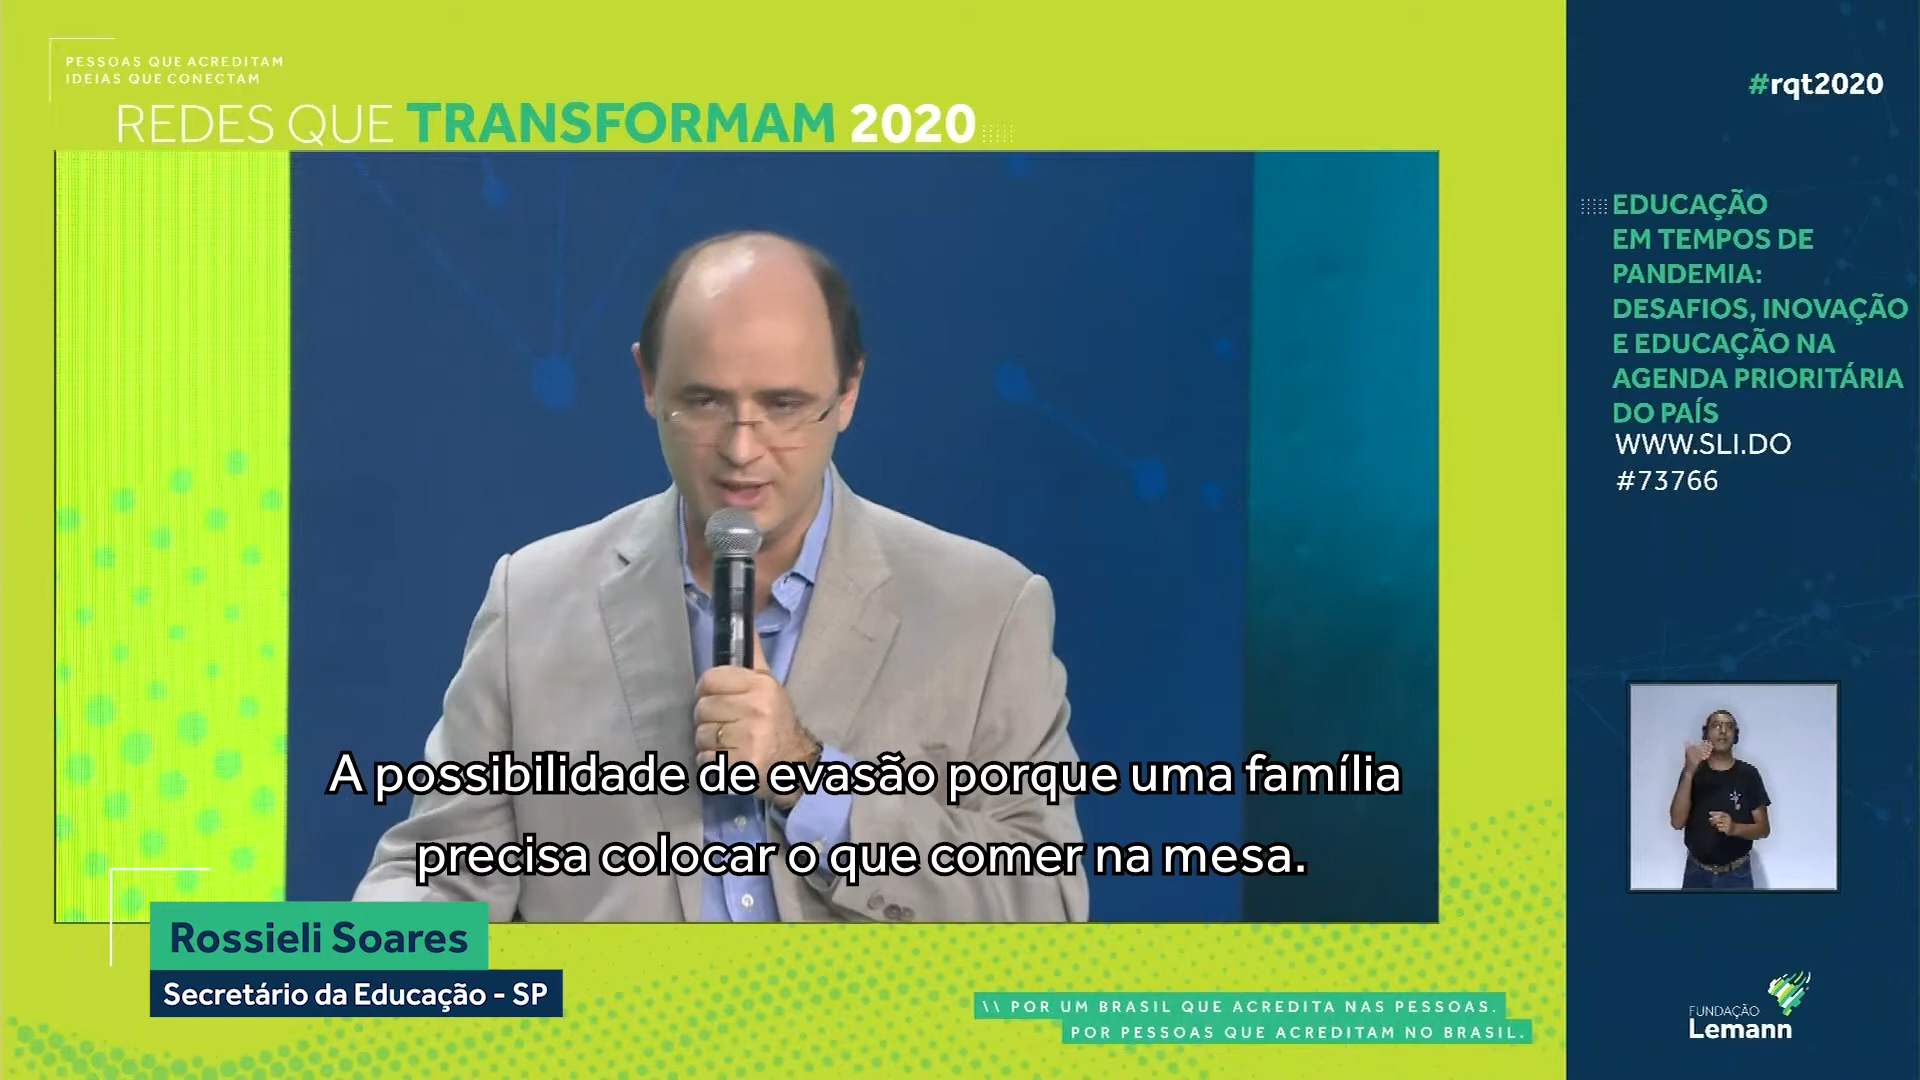 PESSOAS QUE ACREDITAM
IDEIAS QUE CONECTAM
REDES QUE TRANSFORMAM 2020
#rqt2020
EDUCAÇÃO
EM TEMPOS DE
PANDEMIA:
DESAFIOS, INOVAÇÃO
E EDUCAÇÃO NA
AGENDA PRIORITÁRIA
DO PAÍS
WWW.SLI.DO
#73766
A possibilidade de evasão porque uma família
precisa colocar o que comer na mesa.
Rossieli Soares
Secretário da Educação - SP
\\ POR UM BRASIL QUE ACREDITA NAS PESSOAS.
POR PESSOAS QUE ACREDITAM NO BRASIL.
FUNDAÇÃO
Lemann